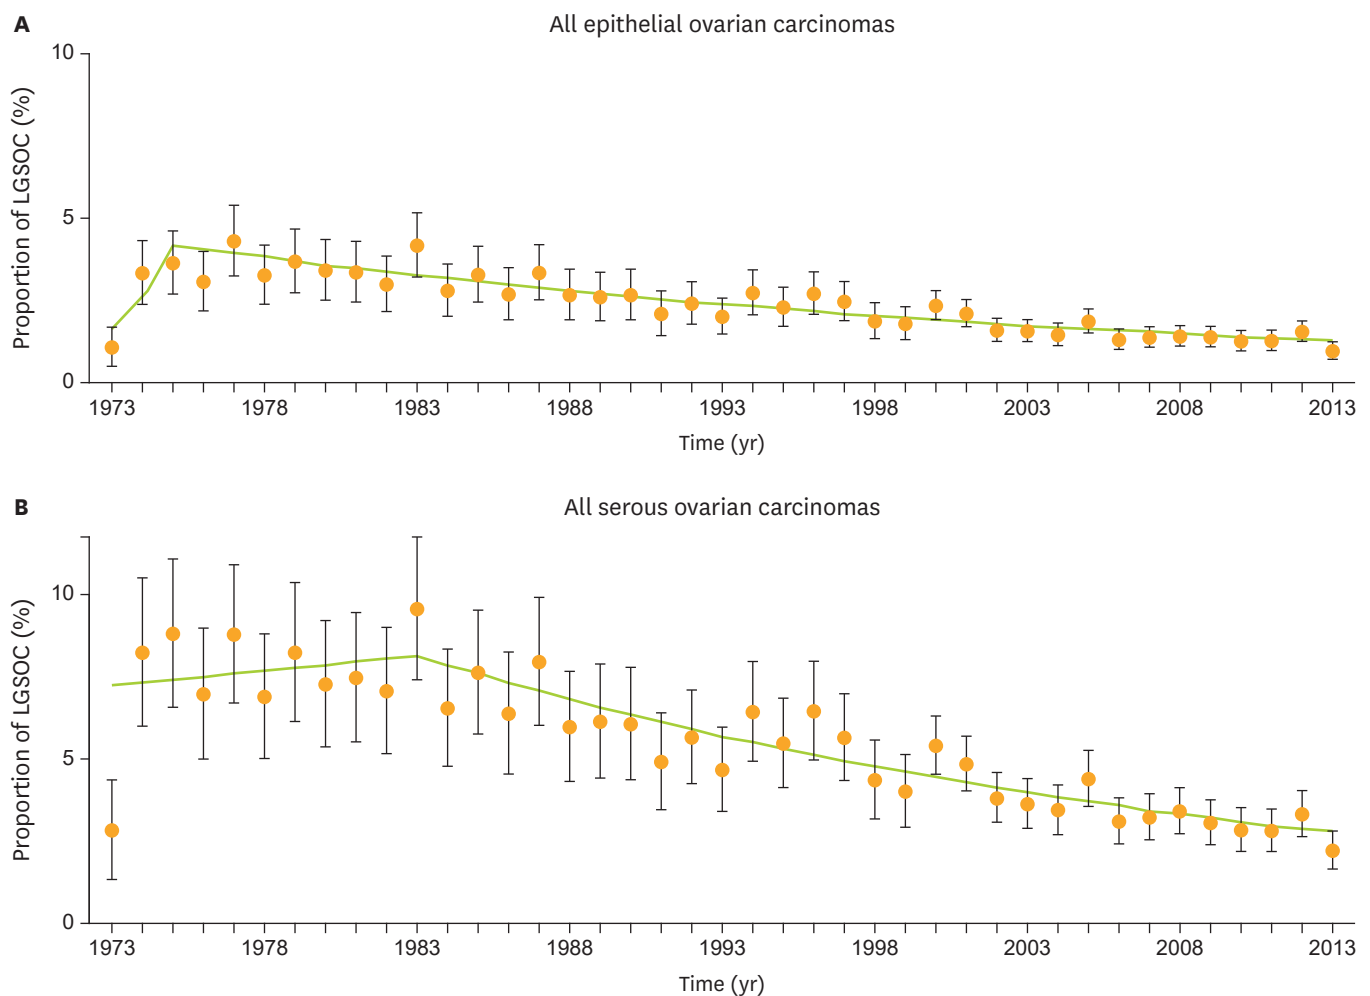 A
All epithelial ovarian carcinomas
Proportion of LGSOC (%)
10
5
0
1973 1978 1983 1988 1993 1998 2003 2008 2013
Time (yr)
B
All serous ovarian carcinomas
Proportion of LGSOC (%)
10
5
0
1973 1978 1983 1988 1993 1998 2003 2008 2013
Time (yr)